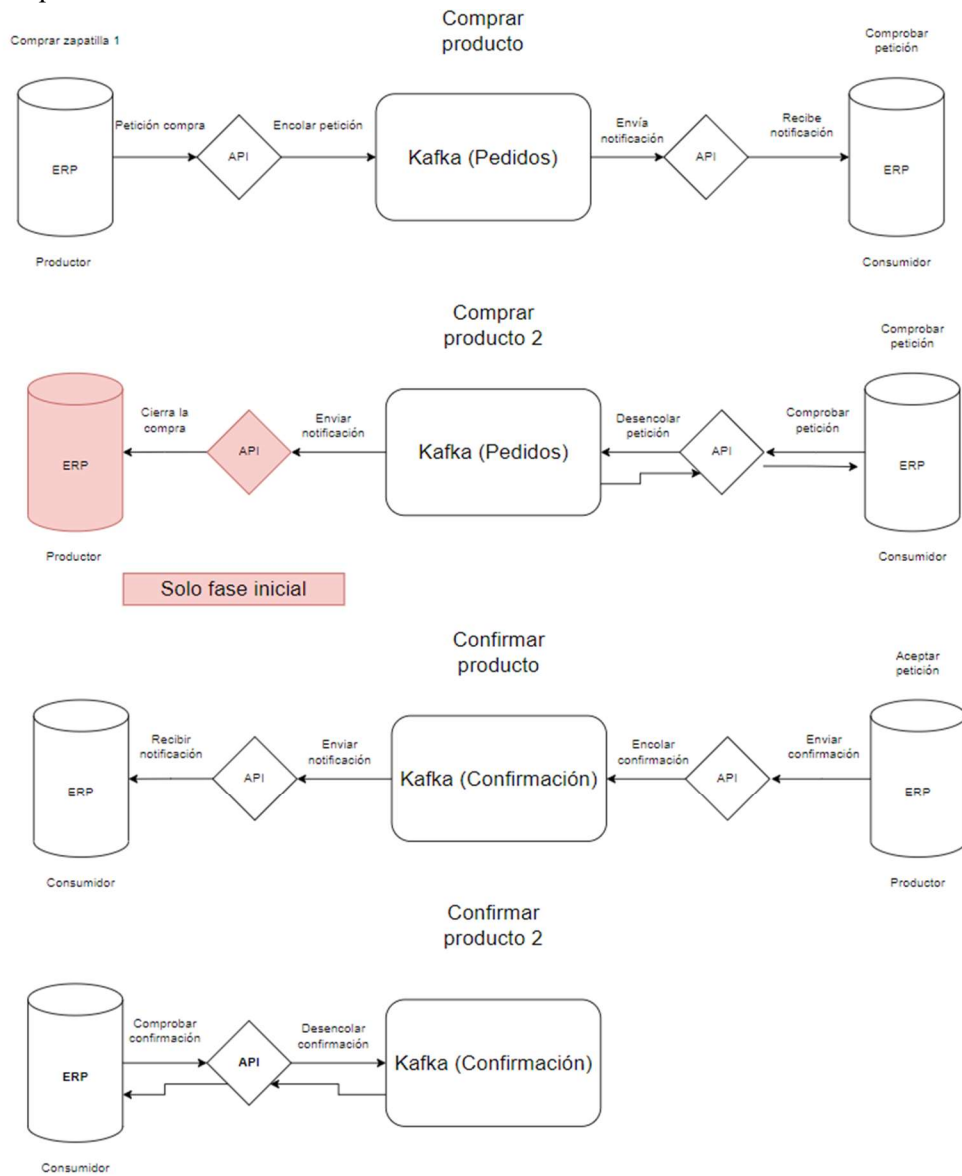 Comprar
producto
Comprar zapatilla 1
Comprobar
petición
Petición compra
Encolar petición
Envía
notificación
Recibe
notificación
ERP
API
Kafka (Pedidos)
API
ERP
Productor
Consumidor
Comprar
producto 2
Comprobar
petición
Cierra la
compra
Enviar
notificación
Desencolar
petición
Comprobar
petición
ERP
API
Kafka (Pedidos)
API
ERP
Productor
Consumidor
Solo fase inicial
Confirmar
producto
Aceptar
petición
Recibir
notificación
Enviar
notificación
Encolar
confirmación
Enviar
confirmación
ERP
API
Kafka (Confirmación)
API
ERP
Consumidor
Productor
Confirmar
producto 2
Comprobar
confirmación
Desencolar
confirmación
ERP
API
Kafka (Confirmación)
Consumidor